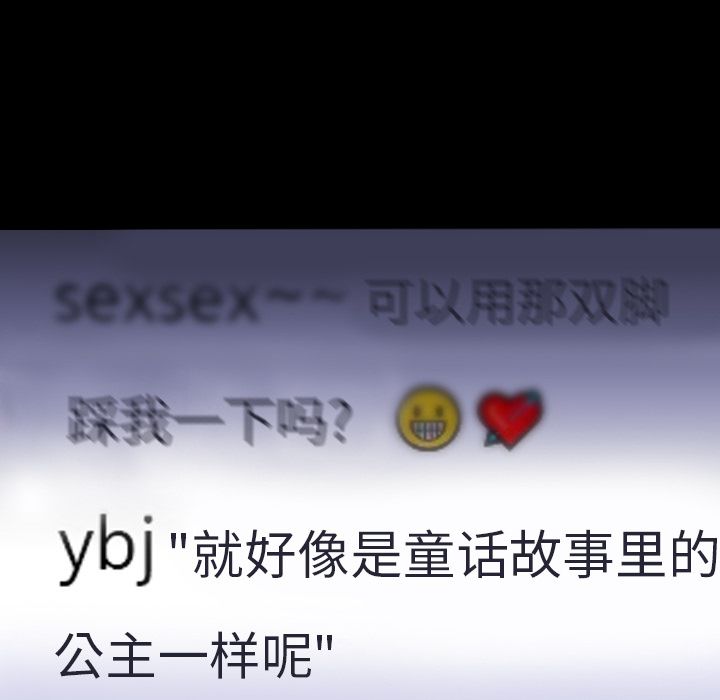 sexsex~~ 可以用那双脚
踩我一下吗? 😁💘
ybj "就好像是童话故事里的
公主一样呢"